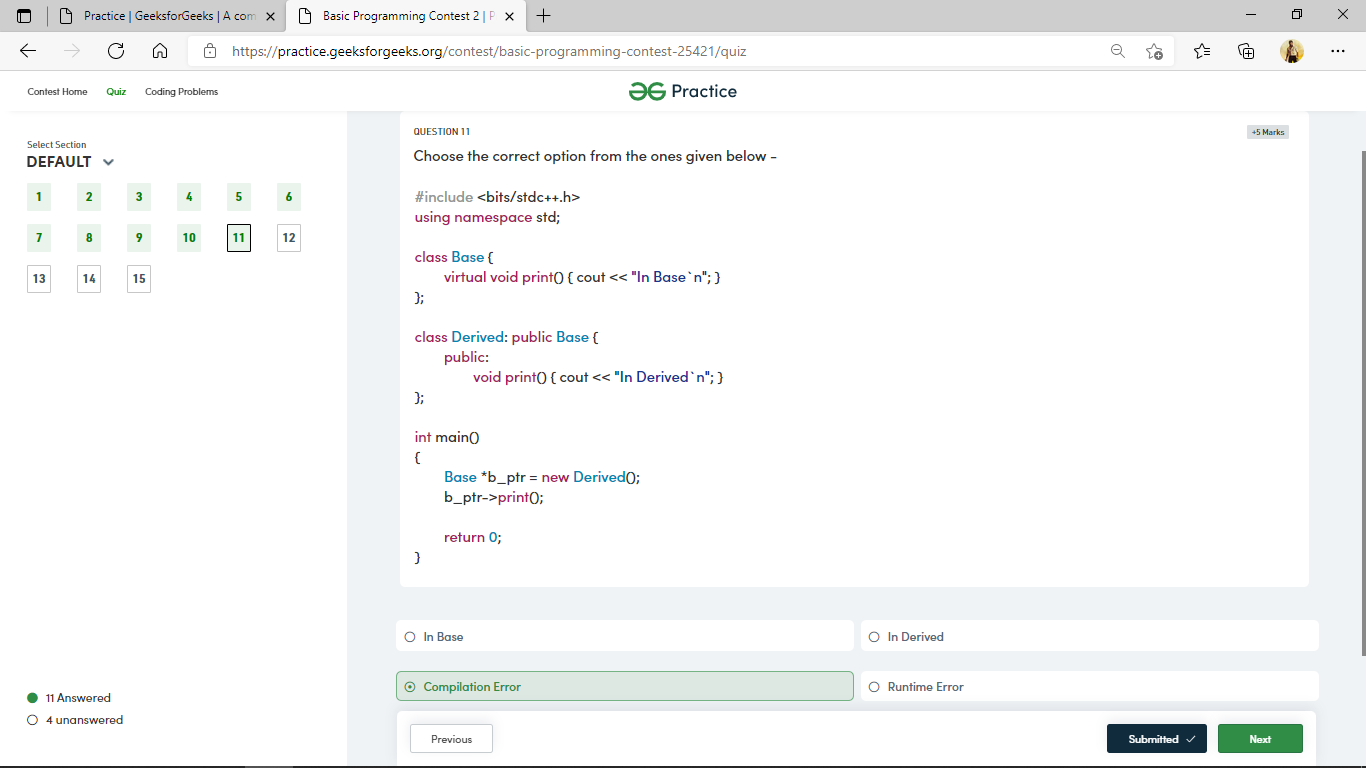 Practice | GeeksforGeeks | A com
Basic Programming Contest 2 | P
https://practice.geeksforgeeks.org/contest/basic-programming-contest-25421/quiz
Contest Home Quiz Coding Problems
Practice
Select Section
DEFAULT
1 2 3 4 5 6
7 8 9 10 11 12
13 14 15
11 Answered
4 unanswered
QUESTION 11
+5 Marks
Choose the correct option from the ones given below -
#include <bits/stdc++.h>
using namespace std;
class Base {
virtual void print() { cout << "In Base`n"; }
};
class Derived: public Base {
public:
void print() { cout << "In Derived`n"; }
};
int main()
{
Base *b_ptr = new Derived();
b_ptr->print();
return 0;
}
In Base
In Derived
Compilation Error
Runtime Error
Previous
Submitted
Next